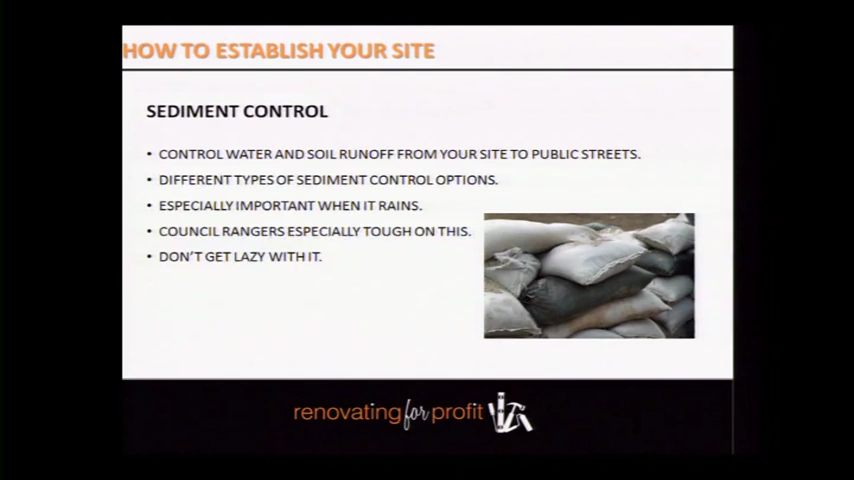 HOW TO ESTABLISH YOUR SITE
SEDIMENT CONTROL
• CONTROL WATER AND SOIL RUNOFF FROM YOUR SITE TO PUBLIC STREETS.
• DIFFERENT TYPES OF SEDIMENT CONTROL OPTIONS.
• ESPECIALLY IMPORTANT WHEN IT RAINS.
• COUNCIL RANGERS ESPECIALLY TOUGH ON THIS.
• DON'T GET LAZY WITH IT.
renovating for profit